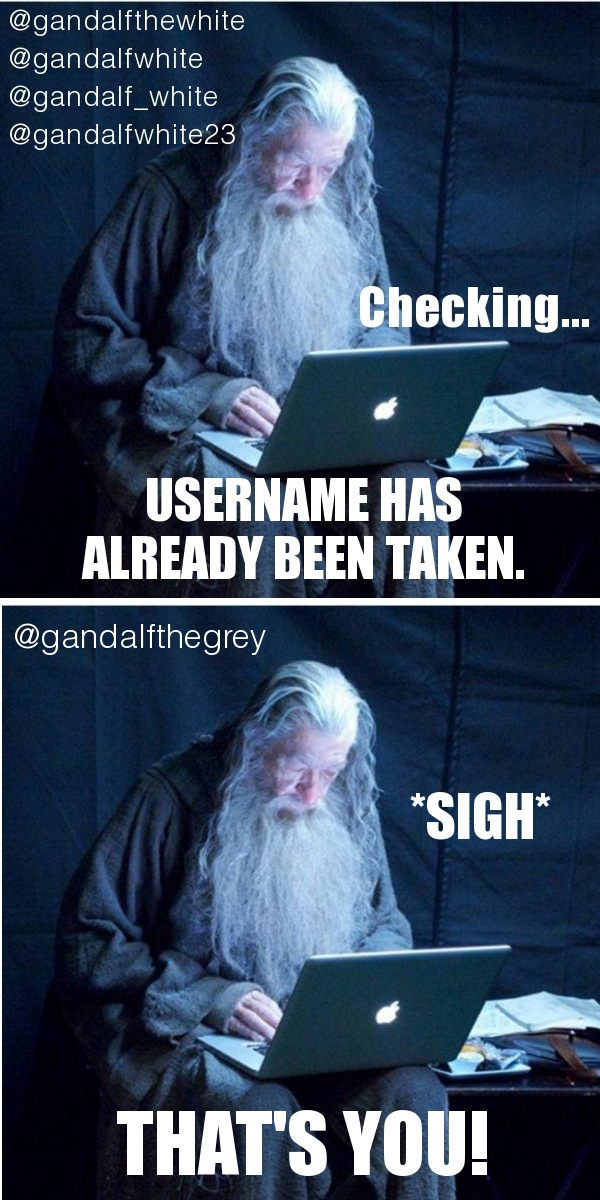 @gandalfthewhite
@gandalfwhite
@gandalf_white
@gandalfwhite23
Checking...
USERNAME HAS
ALREADY BEEN TAKEN.
@gandalfthegrey
*SIGH*
THAT'S YOU!